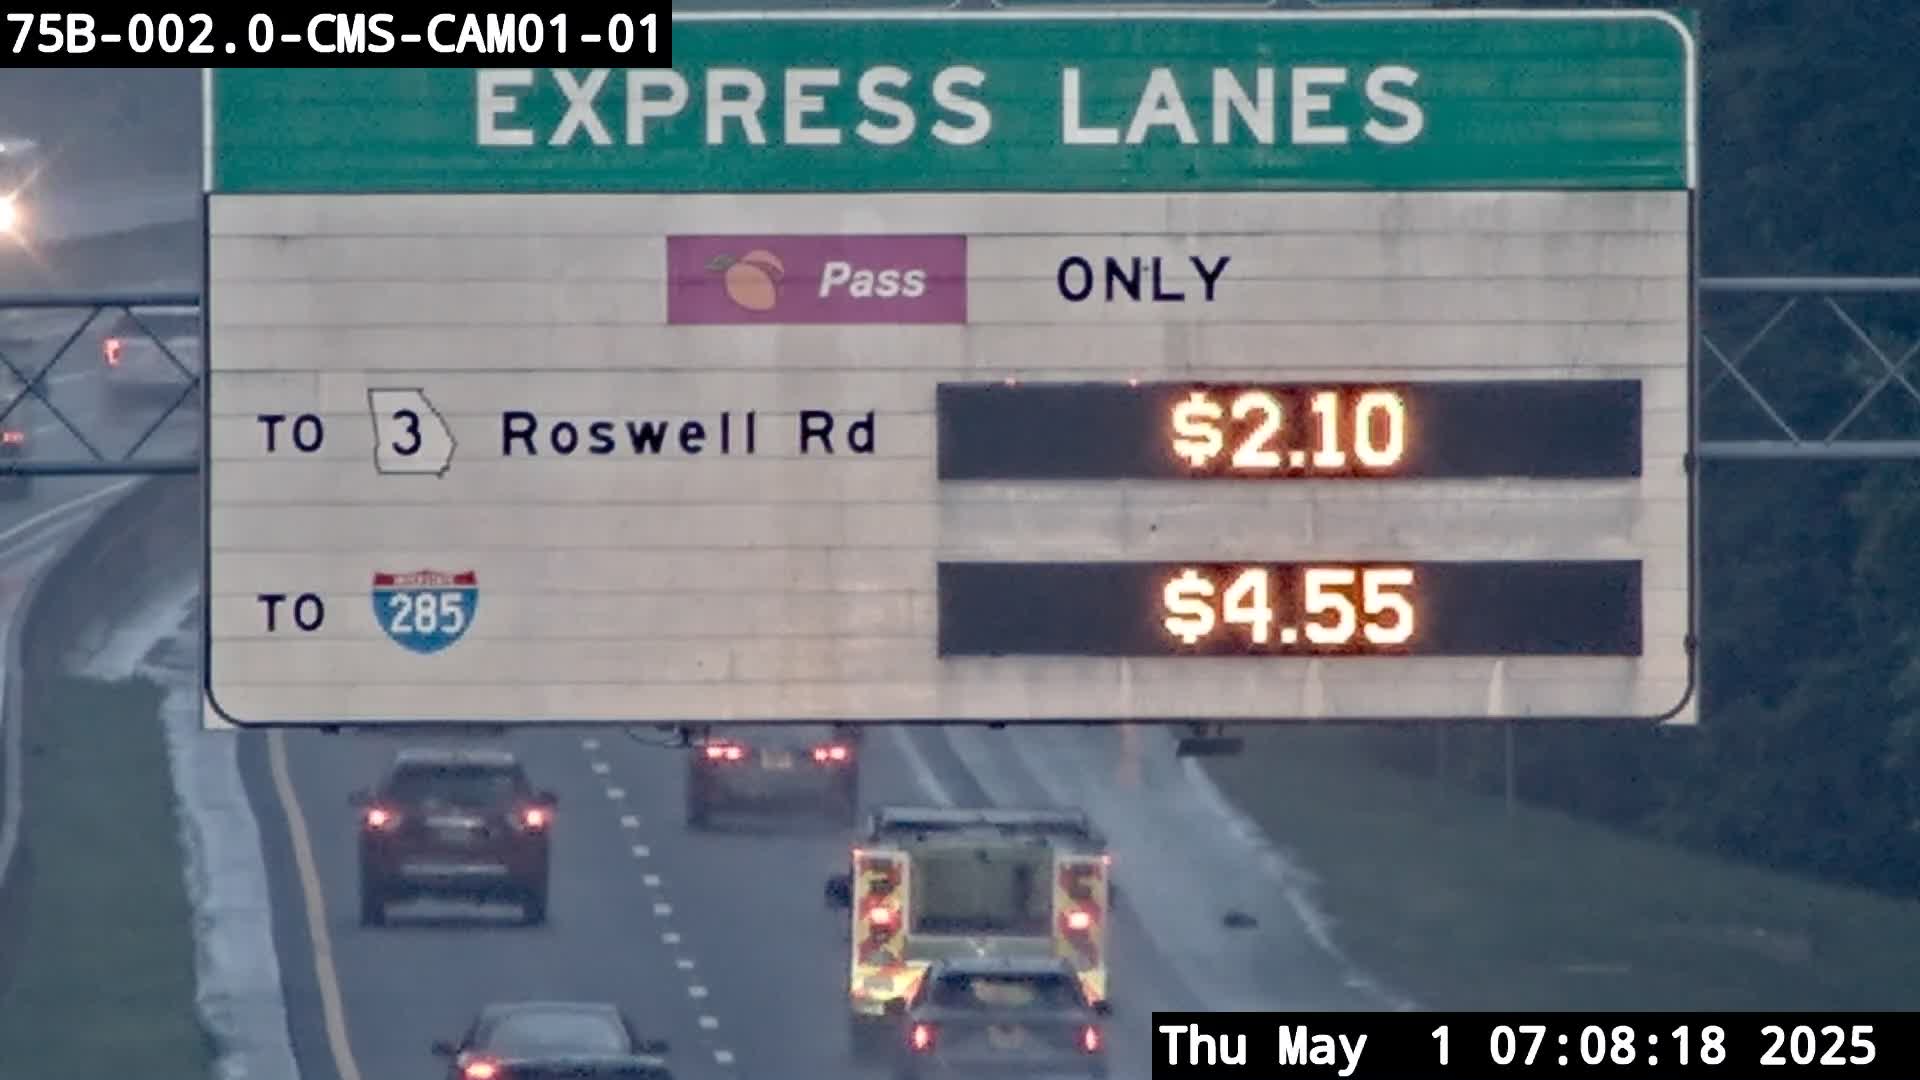 75B-002.0-CMS-CAM01-01
EXPRESS LANES
Pass ONLY
TO 3 Roswell Rd $2.10
TO INTERSTATE 285 $4.55
Thu May 1 07:08:18 2025